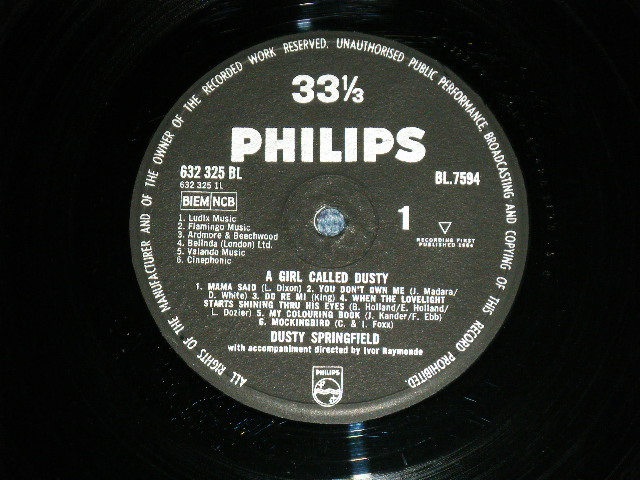 ALL RIGHTS OF THE MANUFACTURER AND OF THE OWNER OF THE RECORDED WORK RESERVED. UNAUTHORISED PUBLIC PERFORMANCE, BROADCASTING AND COPYING OF THIS RECORD PROHIBITED.
33⅓
PHILIPS
632 325 BL
BL.7594
632 325 1L
BIEM NCB
1
1. Ludix Music
2. Flamingo Music
3. Ardmore & Beechwood
4. Belinda (London) Ltd.
5. Valando Music
6. Cinephonic
RECORDING FIRST
PUBLISHED 1964
A GIRL CALLED DUSTY
1. MAMA SAID (L. Dixon) 2. YOU DON'T OWN ME (J. Madara/
D. White) 3. DO RE MI (King) 4. WHEN THE LOVELIGHT
STARTS SHINING THRU HIS EYES (B. Holland/E. Holland/
L. Dozier) 5. MY COLOURING BOOK (J. Kander/F. Ebb)
6. MOCKINGBIRD (C. & I. Foxx)
DUSTY SPRINGFIELD
with accompaniment directed by Ivor Raymonde
PHILIPS